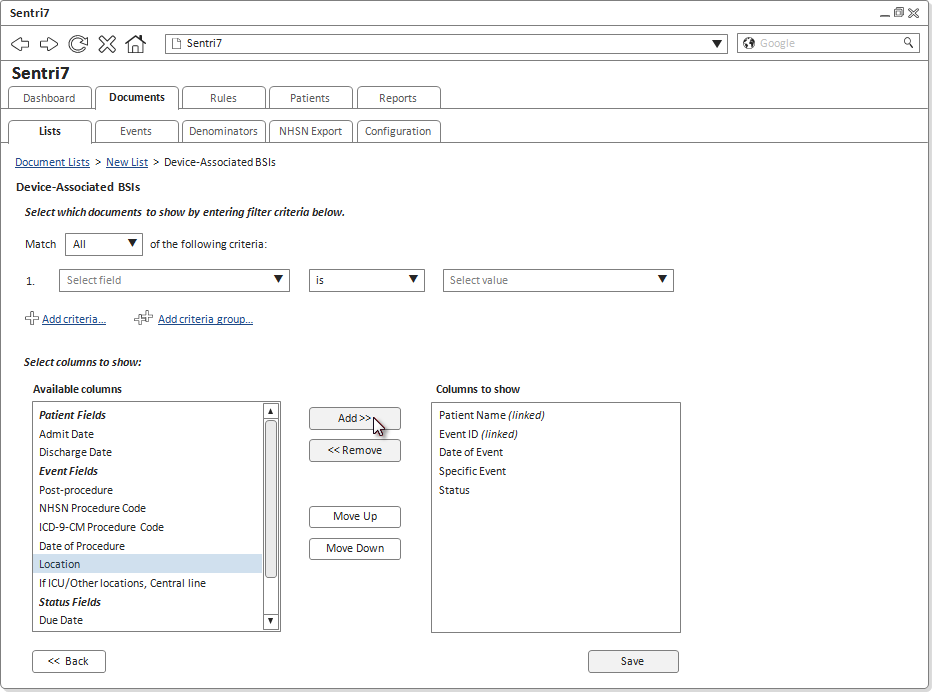 Sentri7
Sentri7
Google
Sentri7
Dashboard
Documents
Rules
Patients
Reports
Lists
Events
Denominators
NHSN Export
Configuration
Document Lists > New List > Device-Associated BSIs
Device-Associated BSIs
Select which documents to show by entering filter criteria below.
Match All of the following criteria:
1. Select field is Select value
Add criteria... Add criteria group...
Select columns to show:
Available columns
Patient Fields
Admit Date
Discharge Date
Event Fields
Post-procedure
NHSN Procedure Code
ICD-9-CM Procedure Code
Date of Procedure
Location
If ICU/Other locations, Central line
Status Fields
Due Date
Add >>
<< Remove
Move Up
Move Down
Columns to show
Patient Name (linked)
Event ID (linked)
Date of Event
Specific Event
Status
<< Back
Save